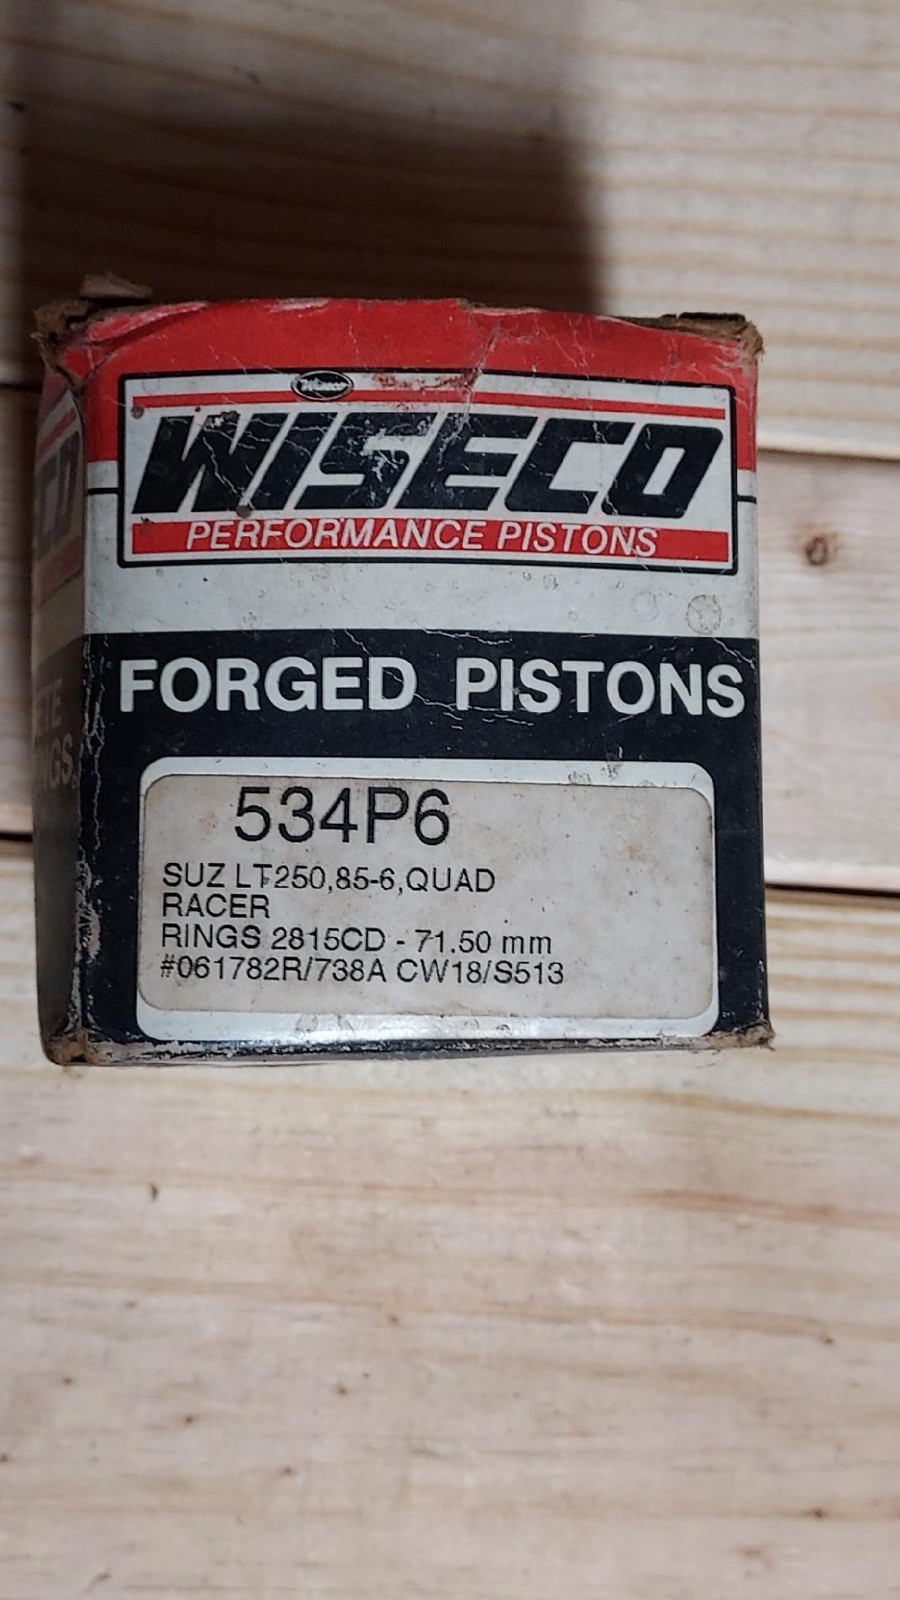 Wiseco
WISECO
PERFORMANCE PISTONS
FORGED PISTONS
534P6
SUZ LT250,85-6,QUAD
RACER
RINGS 2815CD - 71.50 mm
#061782R/738A CW18/S513